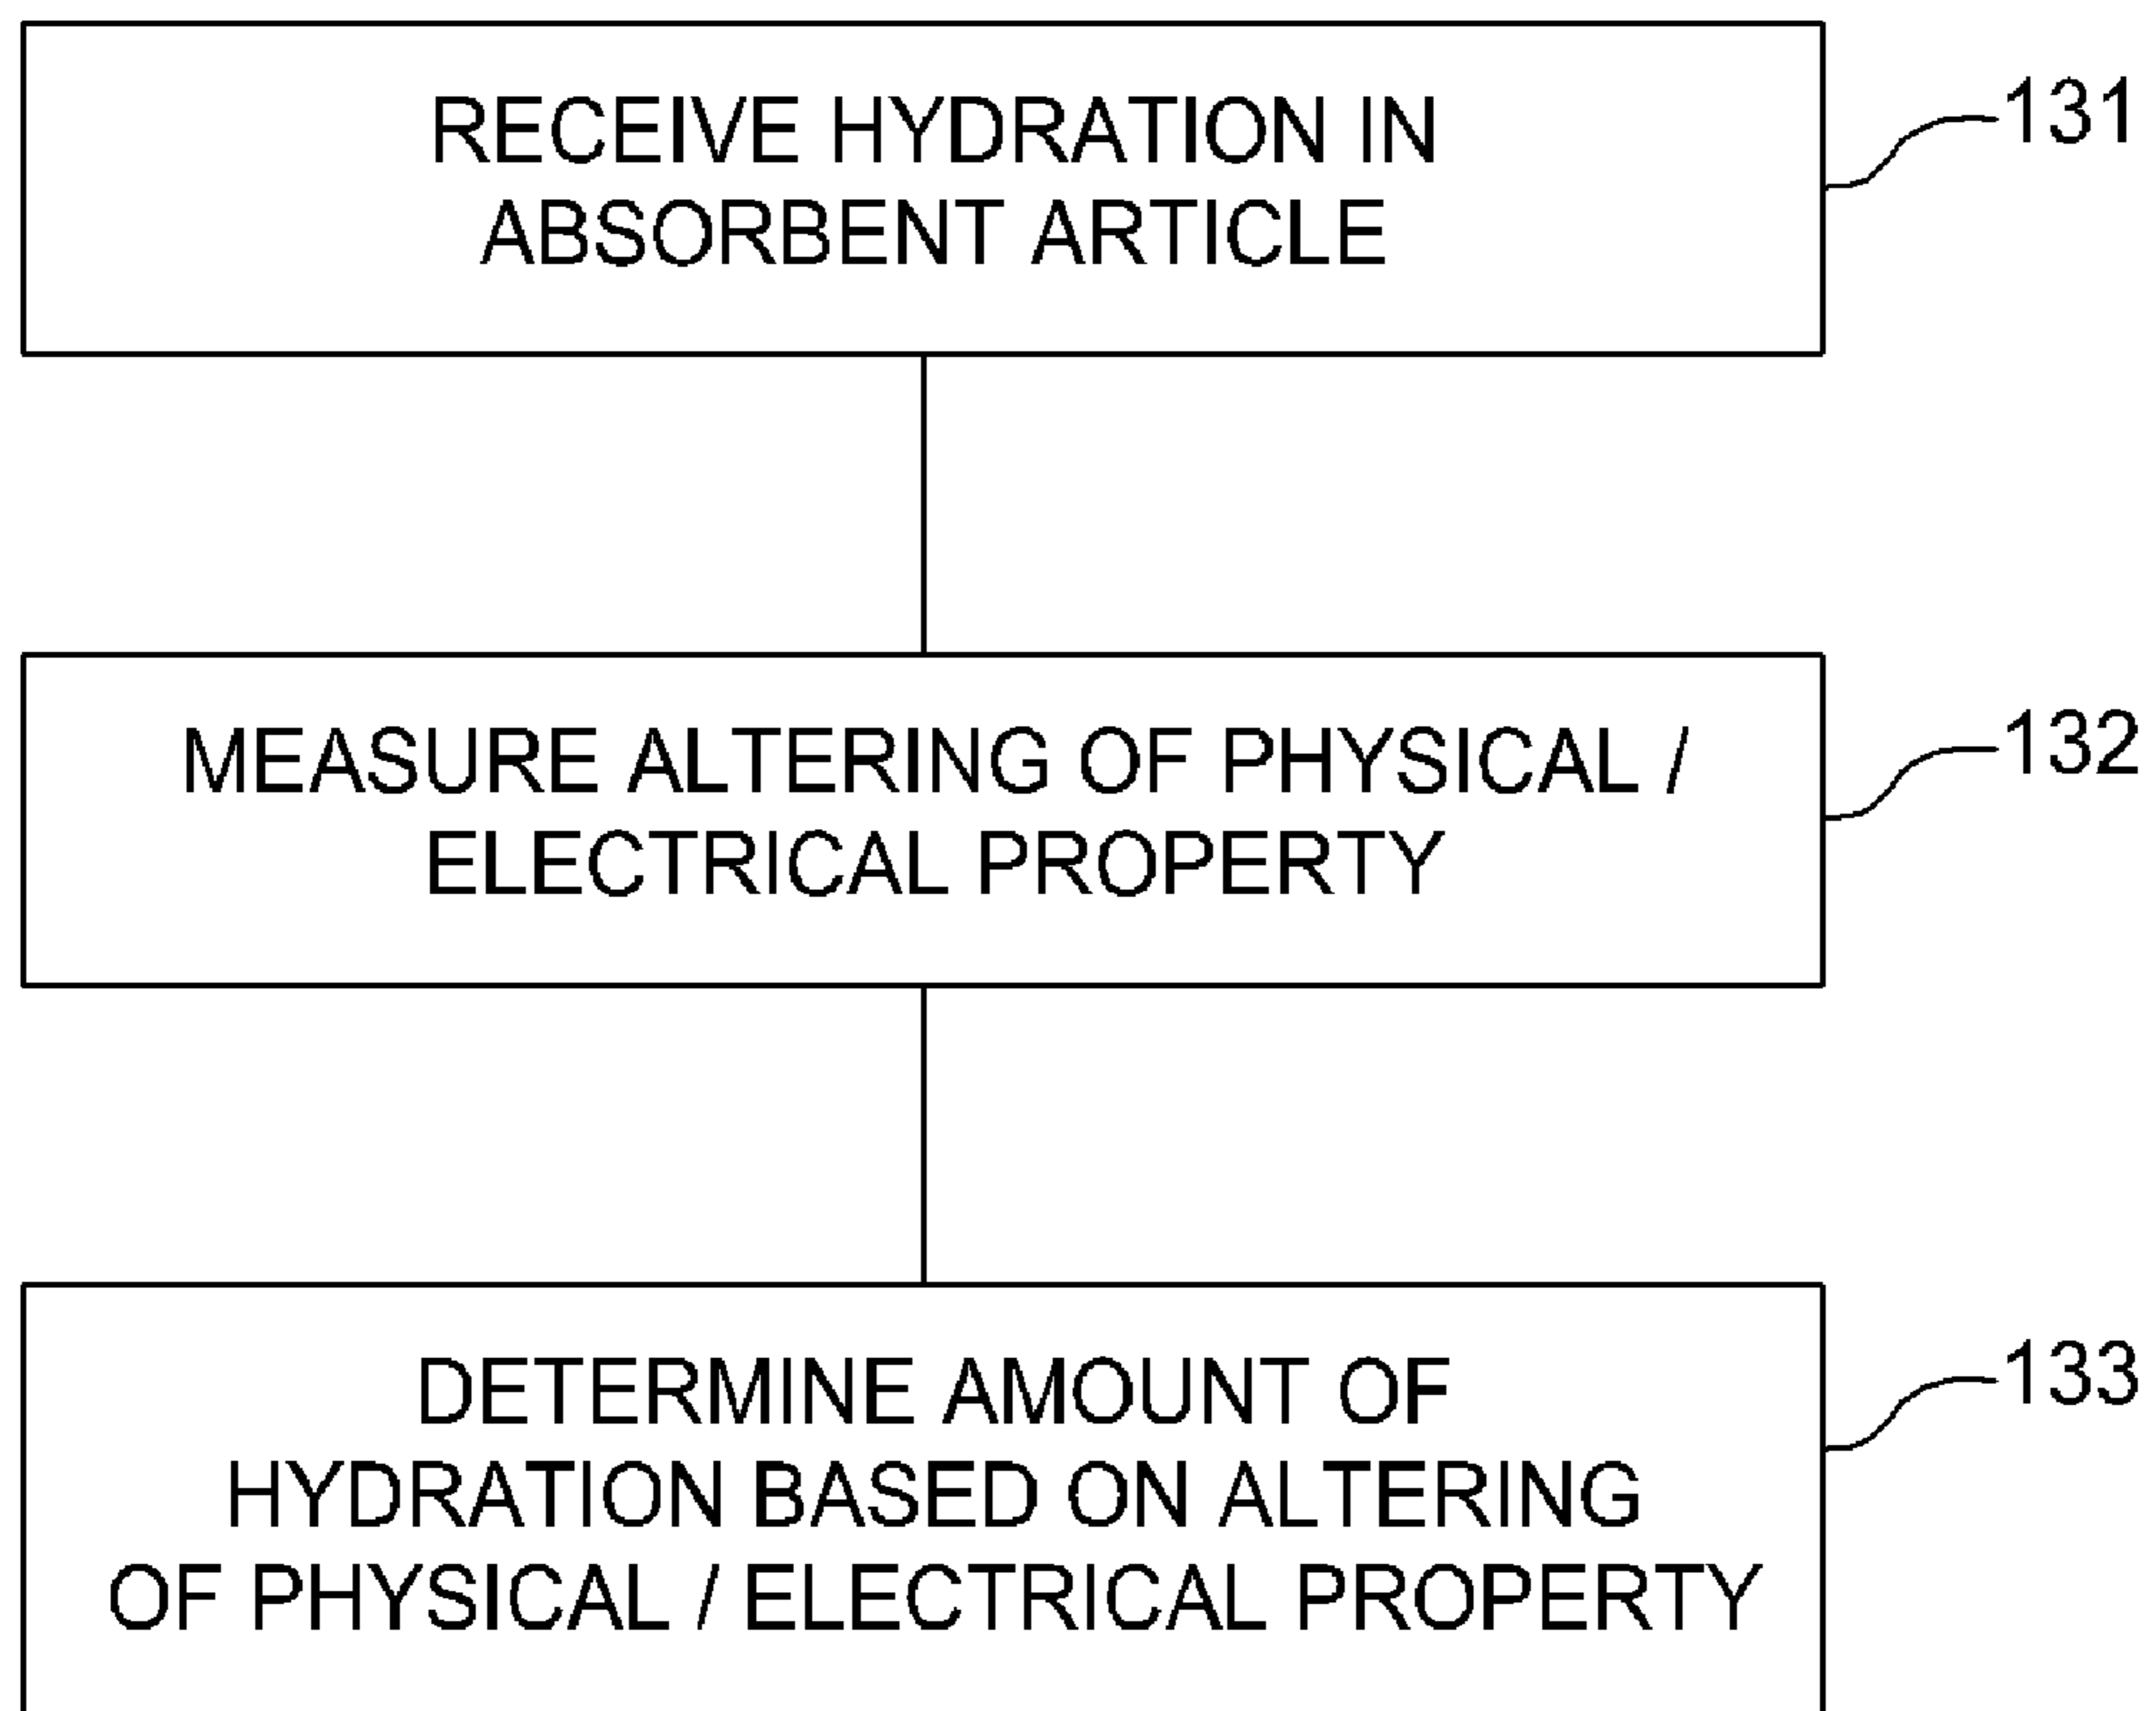 RECEIVE HYDRATION IN
ABSORBENT ARTICLE
131
MEASURE ALTERING OF PHYSICAL /
ELECTRICAL PROPERTY
132
DETERMINE AMOUNT OF
HYDRATION BASED ON ALTERING
OF PHYSICAL / ELECTRICAL PROPERTY
133